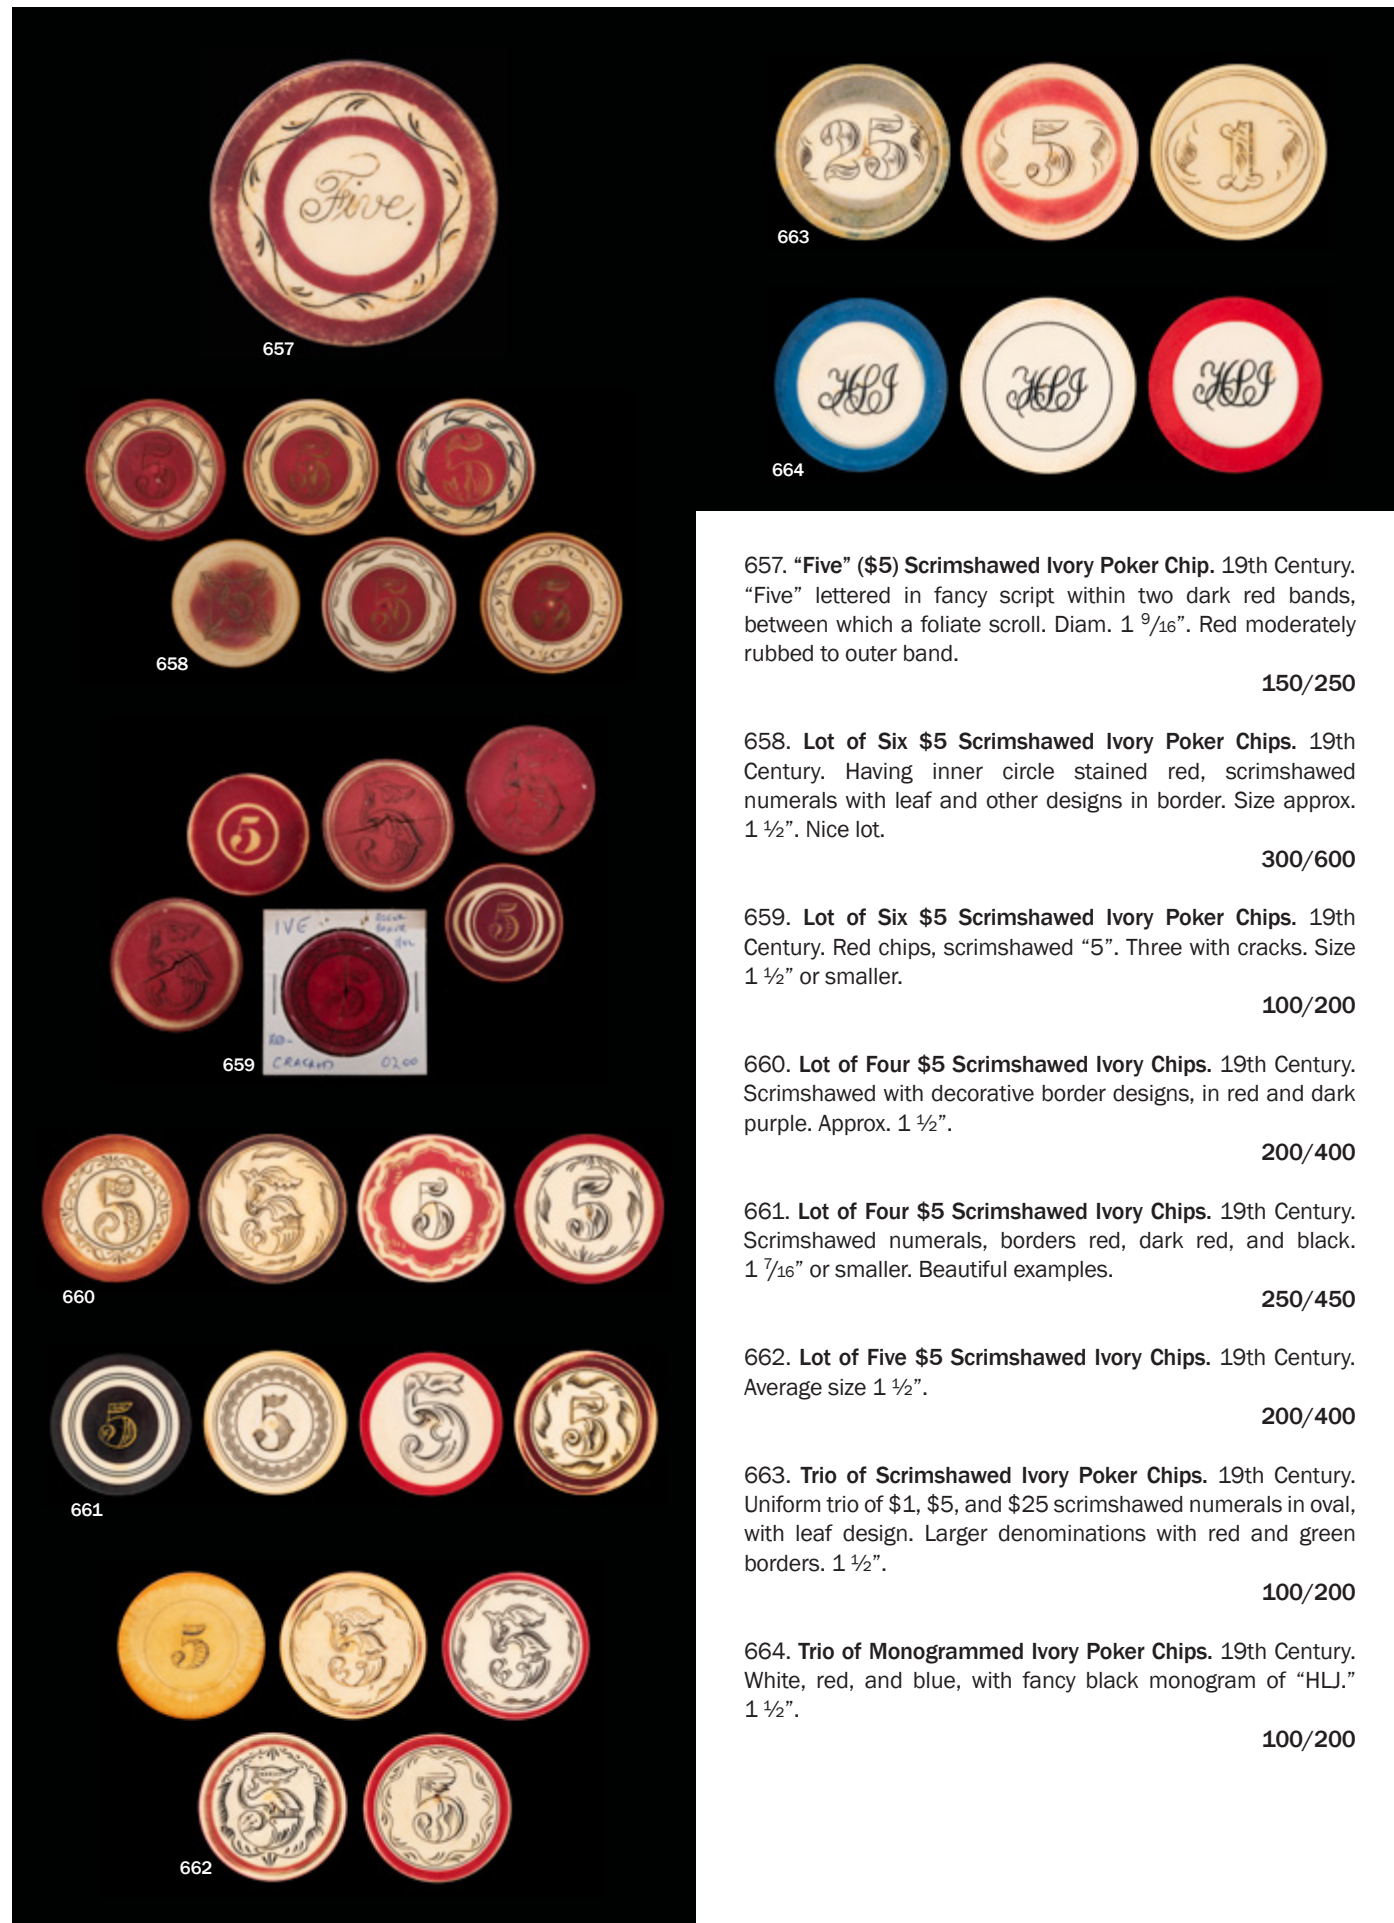 Five.
657
5
5
5
5
5
5
658
5
5
5
5
5
IVE
5
CRACKED 0200
659
5
5
5
5
660
5
5
5
5
661
5
5
5
5
5
662
25
5
1
663
HLJ
HLJ
HLJ
664
657. “Five” ($5) Scrimshawed Ivory Poker Chip. 19th Century.
“Five” lettered in fancy script within two dark red bands,
between which a foliate scroll. Diam. 1 9/16”. Red moderately
rubbed to outer band.
150/250
658. Lot of Six $5 Scrimshawed Ivory Poker Chips. 19th
Century. Having inner circle stained red, scrimshawed
numerals with leaf and other designs in border. Size approx.
1 ½”. Nice lot.
300/600
659. Lot of Six $5 Scrimshawed Ivory Poker Chips. 19th
Century. Red chips, scrimshawed “5”. Three with cracks. Size
1 ½” or smaller.
100/200
660. Lot of Four $5 Scrimshawed Ivory Chips. 19th Century.
Scrimshawed with decorative border designs, in red and dark
purple. Approx. 1 ½”.
200/400
661. Lot of Four $5 Scrimshawed Ivory Chips. 19th Century.
Scrimshawed numerals, borders red, dark red, and black.
1 7/16” or smaller. Beautiful examples.
250/450
662. Lot of Five $5 Scrimshawed Ivory Chips. 19th Century.
Average size 1 ½”.
200/400
663. Trio of Scrimshawed Ivory Poker Chips. 19th Century.
Uniform trio of $1, $5, and $25 scrimshawed numerals in oval,
with leaf design. Larger denominations with red and green
borders. 1 ½”.
100/200
664. Trio of Monogrammed Ivory Poker Chips. 19th Century.
White, red, and blue, with fancy black monogram of “HLJ.”
1 ½”.
100/200